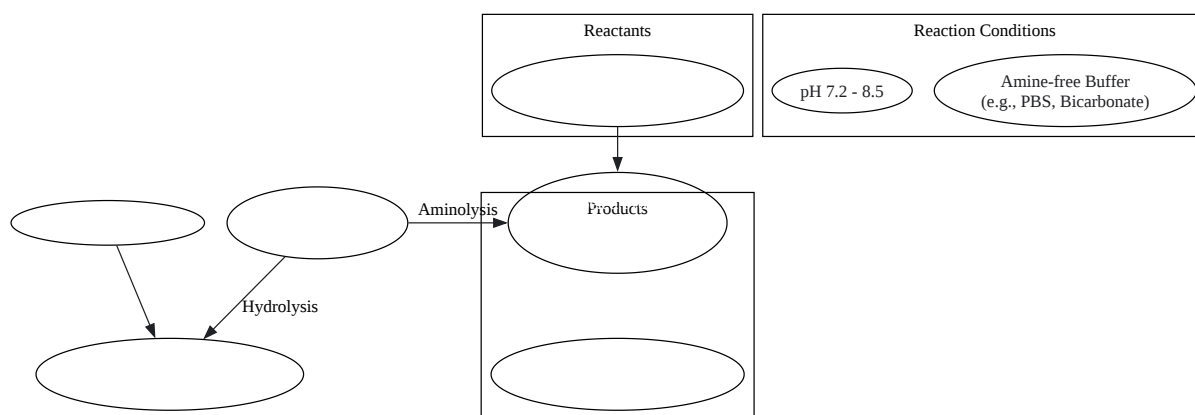 Reactants
Reaction Conditions
pH 7.2 - 8.5
Amine-free Buffer
(e.g., PBS, Bicarbonate)
Aminolysis
Products
Hydrolysis